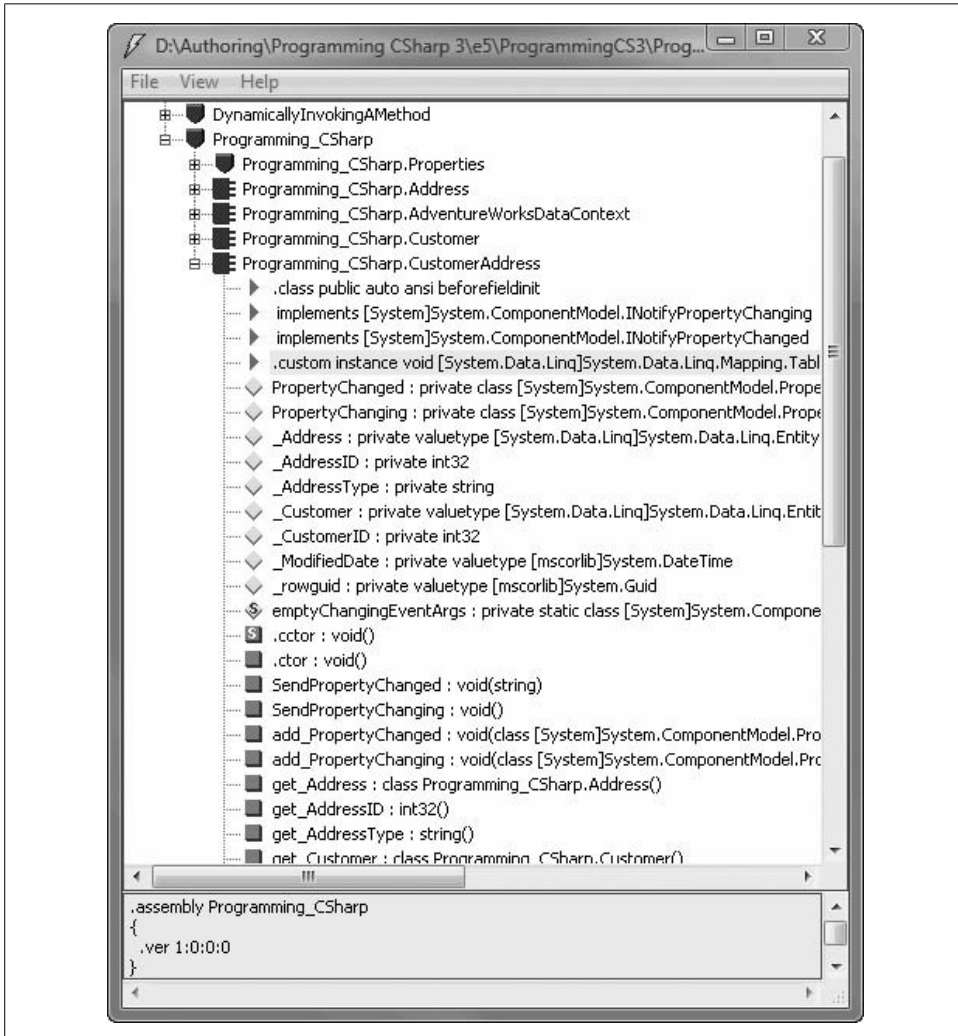 D:\Authoring\Programming CSharp 3\e5\ProgrammingCS3\Prog...
File View Help
DynamicallyInvokingAMethod
Programming_CSharp
Programming_CSharp.Properties
Programming_CSharp.Address
Programming_CSharp.AdventureWorksDataContext
Programming_CSharp.Customer
Programming_CSharp.CustomerAddress
.class public auto ansi beforefieldinit
implements [System]System.ComponentModel.INotifyPropertyChanging
implements [System]System.ComponentModel.INotifyPropertyChanged
.custom instance void [System.Data.Linq]System.Data.Linq.Mapping.Tabl
PropertyChanged : private class [System]System.ComponentModel.Prope
PropertyChanging : private class [System]System.ComponentModel.Prope
_Address : private valuetype [System.Data.Linq]System.Data.Linq.Entity
_AddressID : private int32
_AddressType : private string
_Customer : private valuetype [System.Data.Linq]System.Data.Linq.Entit
_CustomerID : private int32
_ModifiedDate : private valuetype [mscorlib]System.DateTime
_rowguid : private valuetype [mscorlib]System.Guid
S emptyChangingEventArgs : private static class [System]System.Compone
S .cctor : void()
.ctor : void()
SendPropertyChanged : void(string)
SendPropertyChanging : void()
add_PropertyChanged : void(class [System]System.ComponentModel.Pro
add_PropertyChanging : void(class [System]System.ComponentModel.Pro
get_Address : class Programming_CSharp.Address()
get_AddressID : int32()
get_AddressType : string()
get_Customer : class Programming_CSharp.Customer()
.assembly Programming_CSharp
{
.ver 1:0:0:0
}